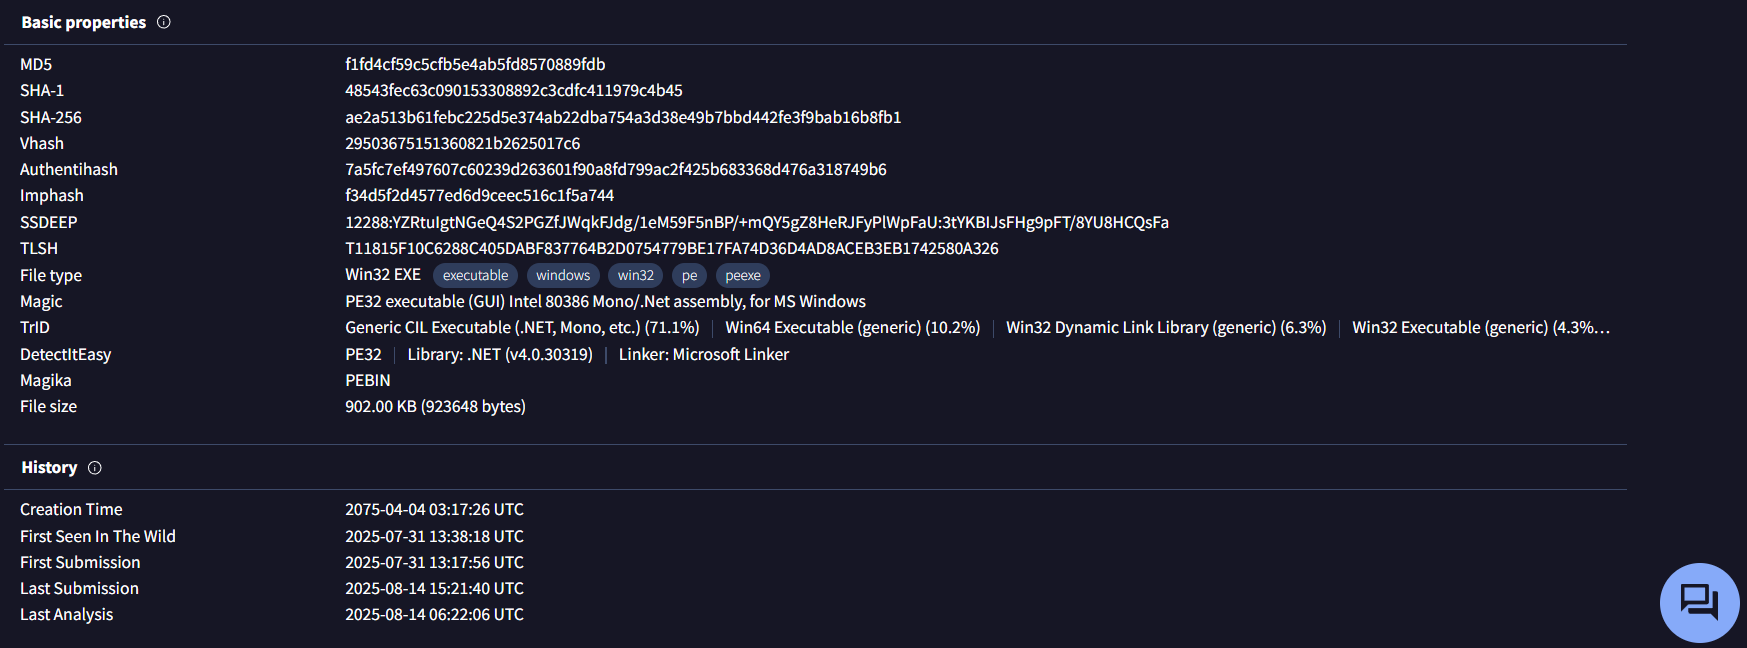 Basic properties
MD5 f1fd4cf59c5cfb5e4ab5fd8570889fdb
SHA-1 48543fec63c090153308892c3cdfc411979c4b45
SHA-256 ae2a513b61febc225d5e374ab22dba754a3d38e49b7bbd442fe3f9bab16b8fb1
Vhash 29503675151360821b2625017c6
Authentihash 7a5fc7ef497607c60239d263601f90a8fd799ac2f425b683368d476a318749b6
Imphash f34d5f2d4577ed6d9ceec516c1f5a744
SSDEEP 12288:YZRtuIgtNGeQ4S2PGZfJWqkFJdg/1eM59F5nBP/+mQY5gZ8HeRJFyPlWpFaU:3tYKBIJsFHg9pFT/8YU8HCQsFa
TLSH T11815F10C6288C405DABF837764B2D0754779BE17FA74D36D4AD8ACEB3EB1742580A326
File type Win32 EXE executable windows win32 pe peexe
Magic PE32 executable (GUI) Intel 80386 Mono/.Net assembly, for MS Windows
TrID Generic CIL Executable (.NET, Mono, etc.) (71.1%) Win64 Executable (generic) (10.2%) Win32 Dynamic Link Library (generic) (6.3%) Win32 Executable (generic) (4.3%…
DetectItEasy PE32 Library: .NET (v4.0.30319) Linker: Microsoft Linker
Magika PEBIN
File size 902.00 KB (923648 bytes)
History
Creation Time 2075-04-04 03:17:26 UTC
First Seen In The Wild 2025-07-31 13:38:18 UTC
First Submission 2025-07-31 13:17:56 UTC
Last Submission 2025-08-14 15:21:40 UTC
Last Analysis 2025-08-14 06:22:06 UTC